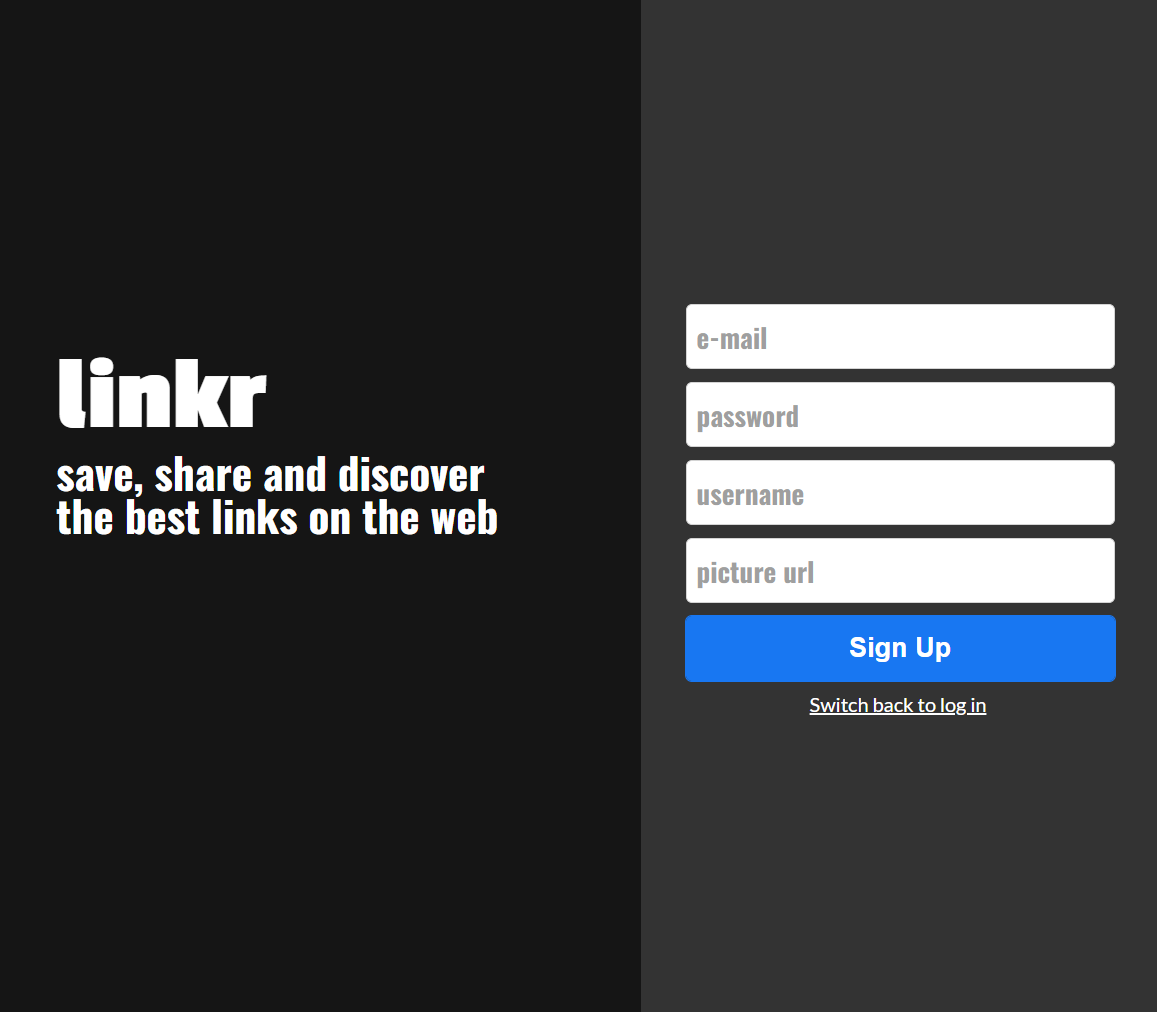 linkr
save, share and discover
the best links on the web
e-mail
password
username
picture url
Sign Up
Switch back to log in